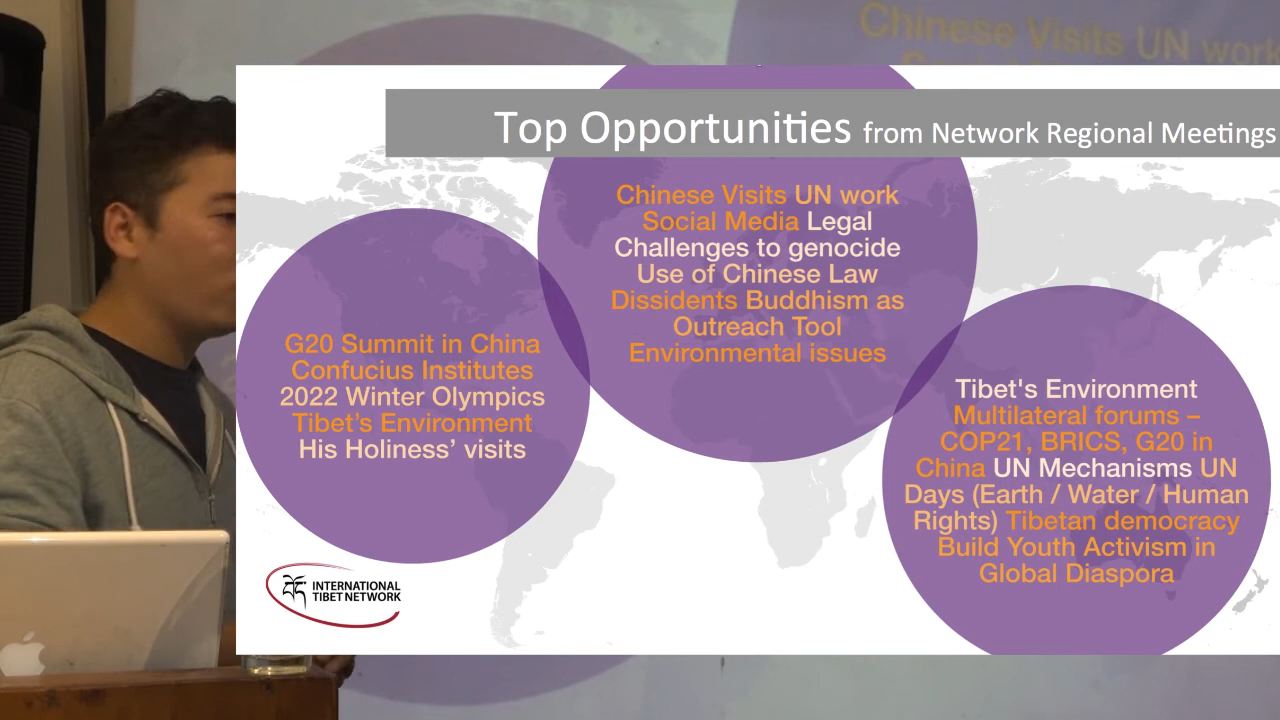 Chinese Visits UN work
Top Opportunities from Network Regional Meetings
Chinese Visits UN work
Social Media Legal
Challenges to genocide
Use of Chinese Law
Dissidents Buddhism as
Outreach Tool
Environmental issues
G20 Summit in China
Confucius Institutes
2022 Winter Olympics
Tibet's Environment
His Holiness’ visits
Tibet's Environment
Multilateral forums –
COP21, BRICS, G20 in
China UN Mechanisms UN
Days (Earth / Water / Human
Rights) Tibetan democracy
Build Youth Activism in
Global Diaspora
INTERNATIONAL
TIBET NETWORK